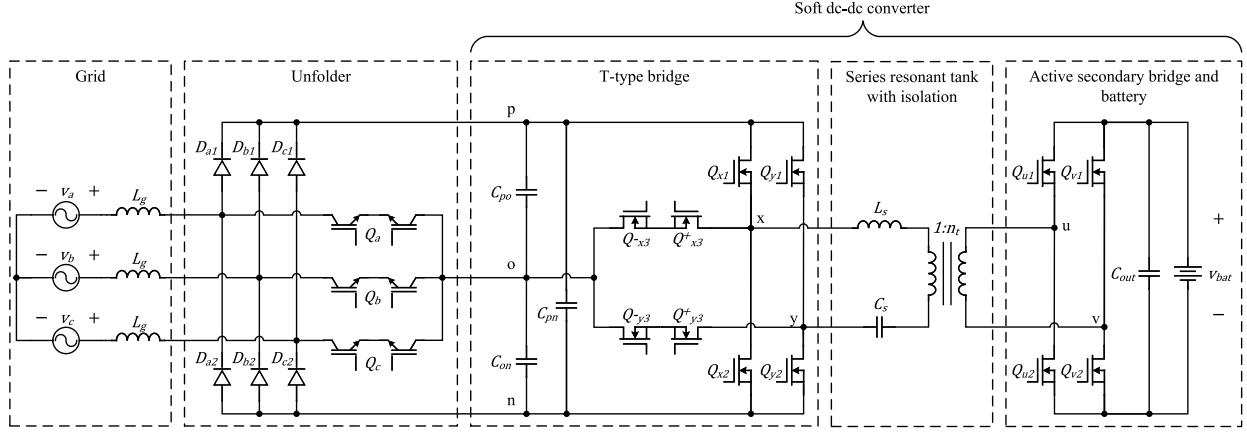 Soft dc-dc converter
Grid
Unfolder
T-type bridge
Series resonant tank
with isolation
Active secondary bridge and
battery
p
Da1
Db1
Dc1
− va +
Lg
Qa
Cpo
Qx1
Qy1
Q-x3
Q+x3
x
Ls
1:nt
Qu1
Qv1
u
+
− vb +
Lg
Qb
o
Cpn
Cout
vbat
− vc +
Lg
Qc
Q-y3
Q+y3
y
Cs
v
−
Da2
Db2
Dc2
Con
Qx2
Qy2
Qu2
Qv2
n